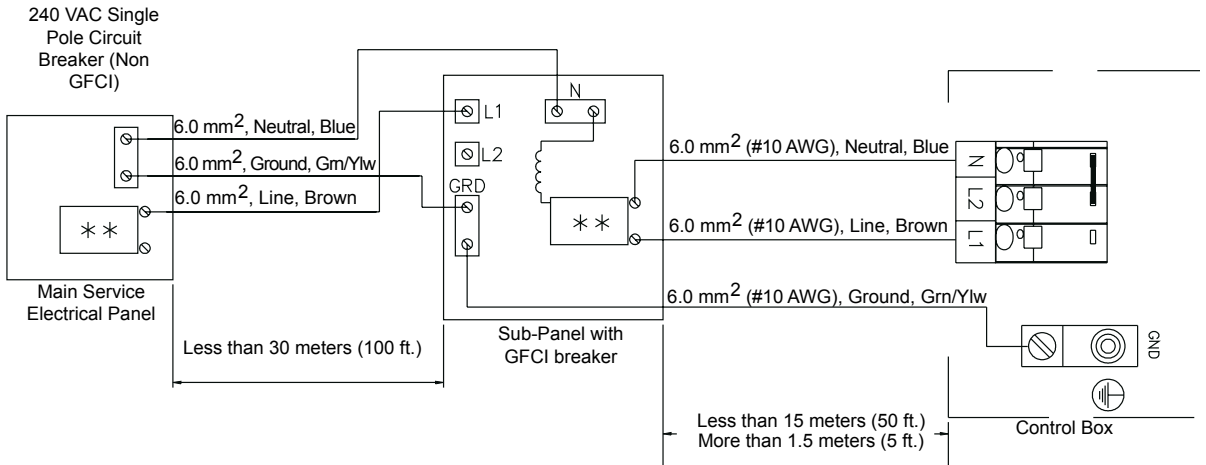 240 VAC Single
Pole Circuit
Breaker (Non
GFCI)
6.0 mm², Neutral, Blue
6.0 mm², Ground, Grn/Ylw
6.0 mm², Line, Brown
**
Main Service
Electrical Panel
Less than 30 meters (100 ft.)
L1
N
L2
GRD
**
Sub-Panel with
GFCI breaker
6.0 mm² (#10 AWG), Neutral, Blue
6.0 mm² (#10 AWG), Line, Brown
6.0 mm² (#10 AWG), Ground, Grn/Ylw
Less than 15 meters (50 ft.)
More than 1.5 meters (5 ft.)
N
L2
L1
GND
Control Box